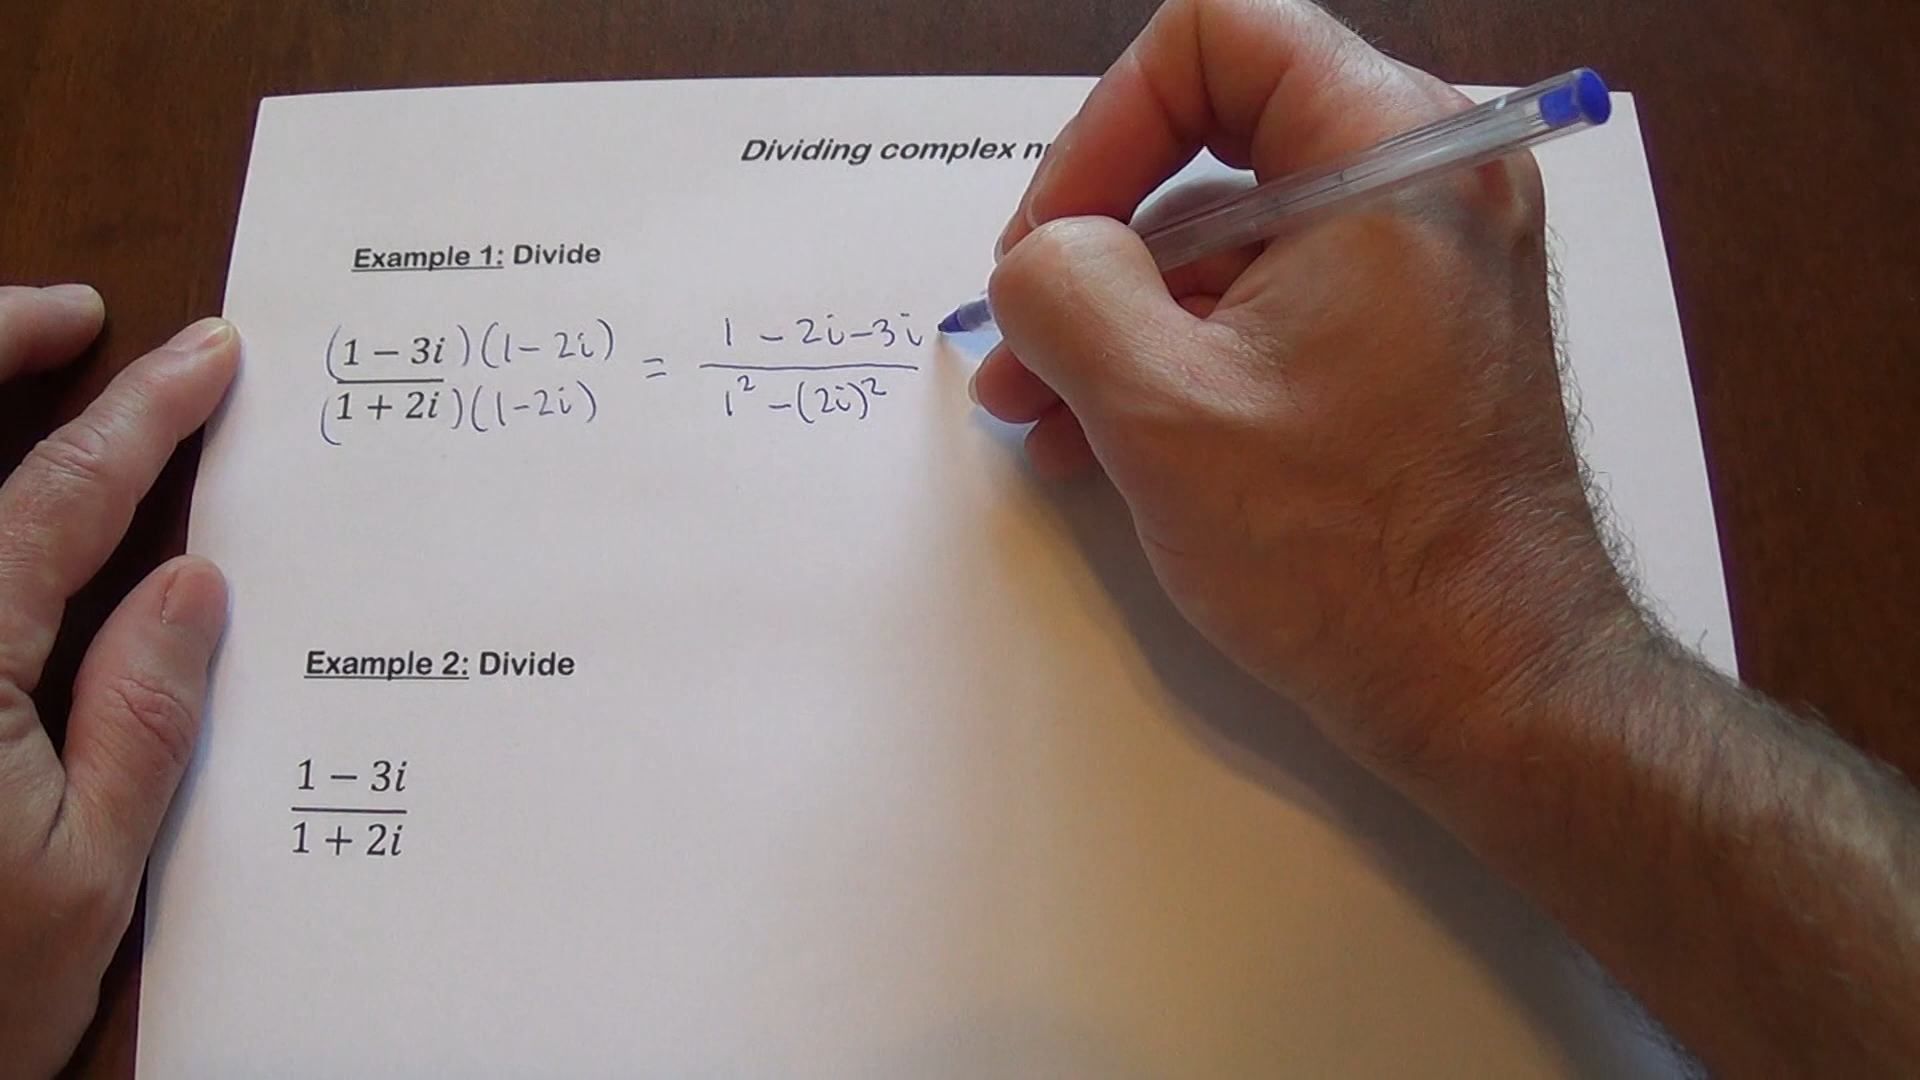 Dividing complex
Example 1: Divide
(1 − 3i)(1 − 2i) = 1 − 2i − 3i
(1 + 2i)(1 − 2i) 1² − (2i)²
Example 2: Divide
1 − 3i
1 + 2i